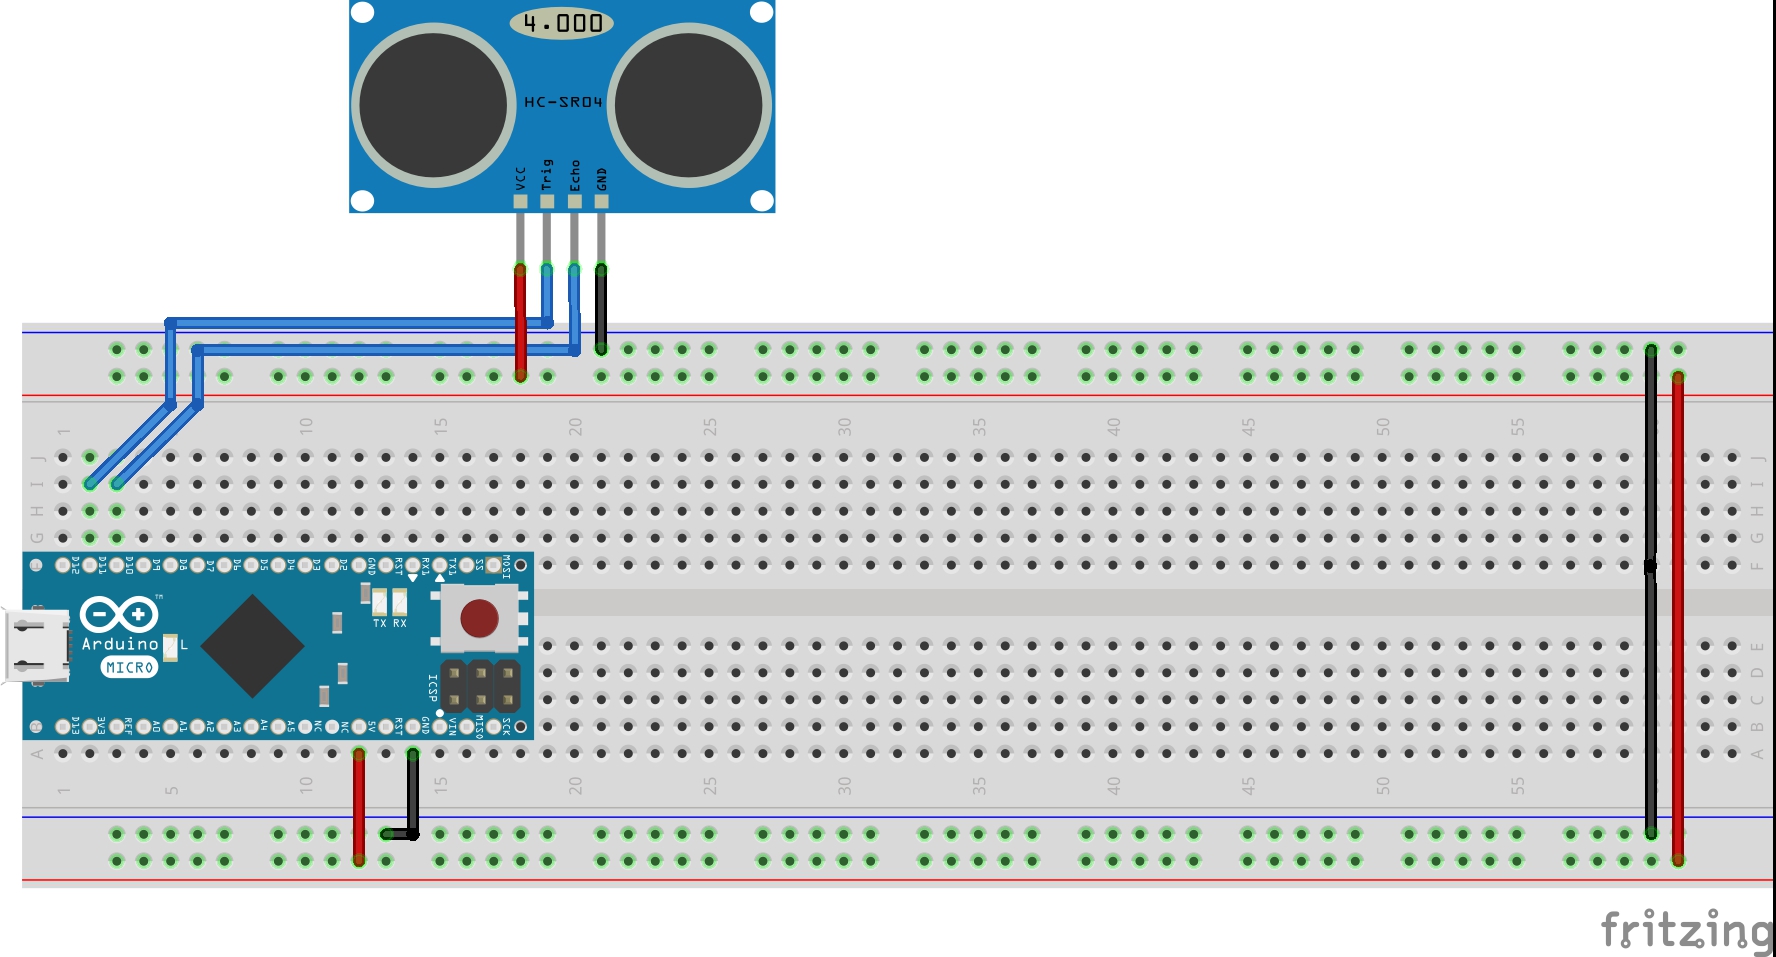 4.000
HC-SR04
VCC Trig Echo GND
1 10 15 20 25 30 35 40 45 50 55
J J
I I
H H
G G
F
D12 D11 D10 D9 D8 D7 D6 D5 D4 D3 D2 GND RST RX1 TX1 SS MOSI
TM
TX RX
Arduino L
MICRO
ICSP
E
D
C
B
D13 3V3 REF A0 A1 A2 A3 A4 A5 NC NC 5V RST GND VIN MISO SCK
A A
1 5 10 15 20 25 30 35 40 45 50 55
fritzing